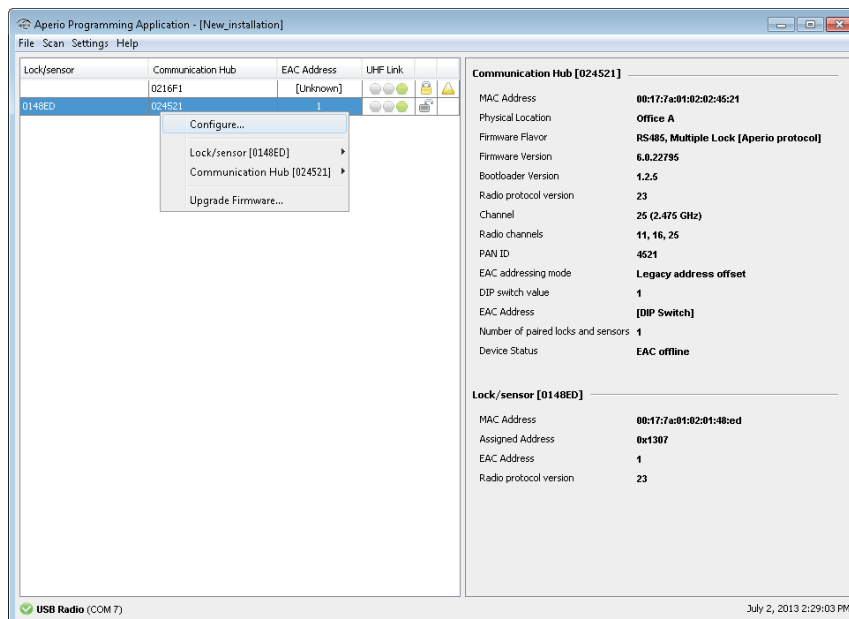 Aperio Programming Application - [New_installation]
File Scan Settings Help
Lock/sensor Communication Hub EAC Address UHF Link
0216F1 [Unknown]
0148ED 024521 1
Configure...
Lock/sensor [0148ED]
Communication Hub [024521]
Upgrade Firmware...
Communication Hub [024521]
MAC Address 00:17:7a:01:02:02:45:21
Physical Location Office A
Firmware Flavor RS485, Multiple Lock [Aperio protocol]
Firmware Version 6.0.22795
Bootloader Version 1.2.5
Radio protocol version 23
Channel 25 (2.475 GHz)
Radio channels 11, 16, 25
PAN ID 4521
EAC addressing mode Legacy address offset
DIP switch value 1
EAC Address [DIP Switch]
Number of paired locks and sensors 1
Device Status EAC offline
Lock/sensor [0148ED]
MAC Address 00:17:7a:01:02:01:48:ed
Assigned Address 0x1307
EAC Address 1
Radio protocol version 23
USB Radio (COM 7) July 2, 2013 2:29:03 PM